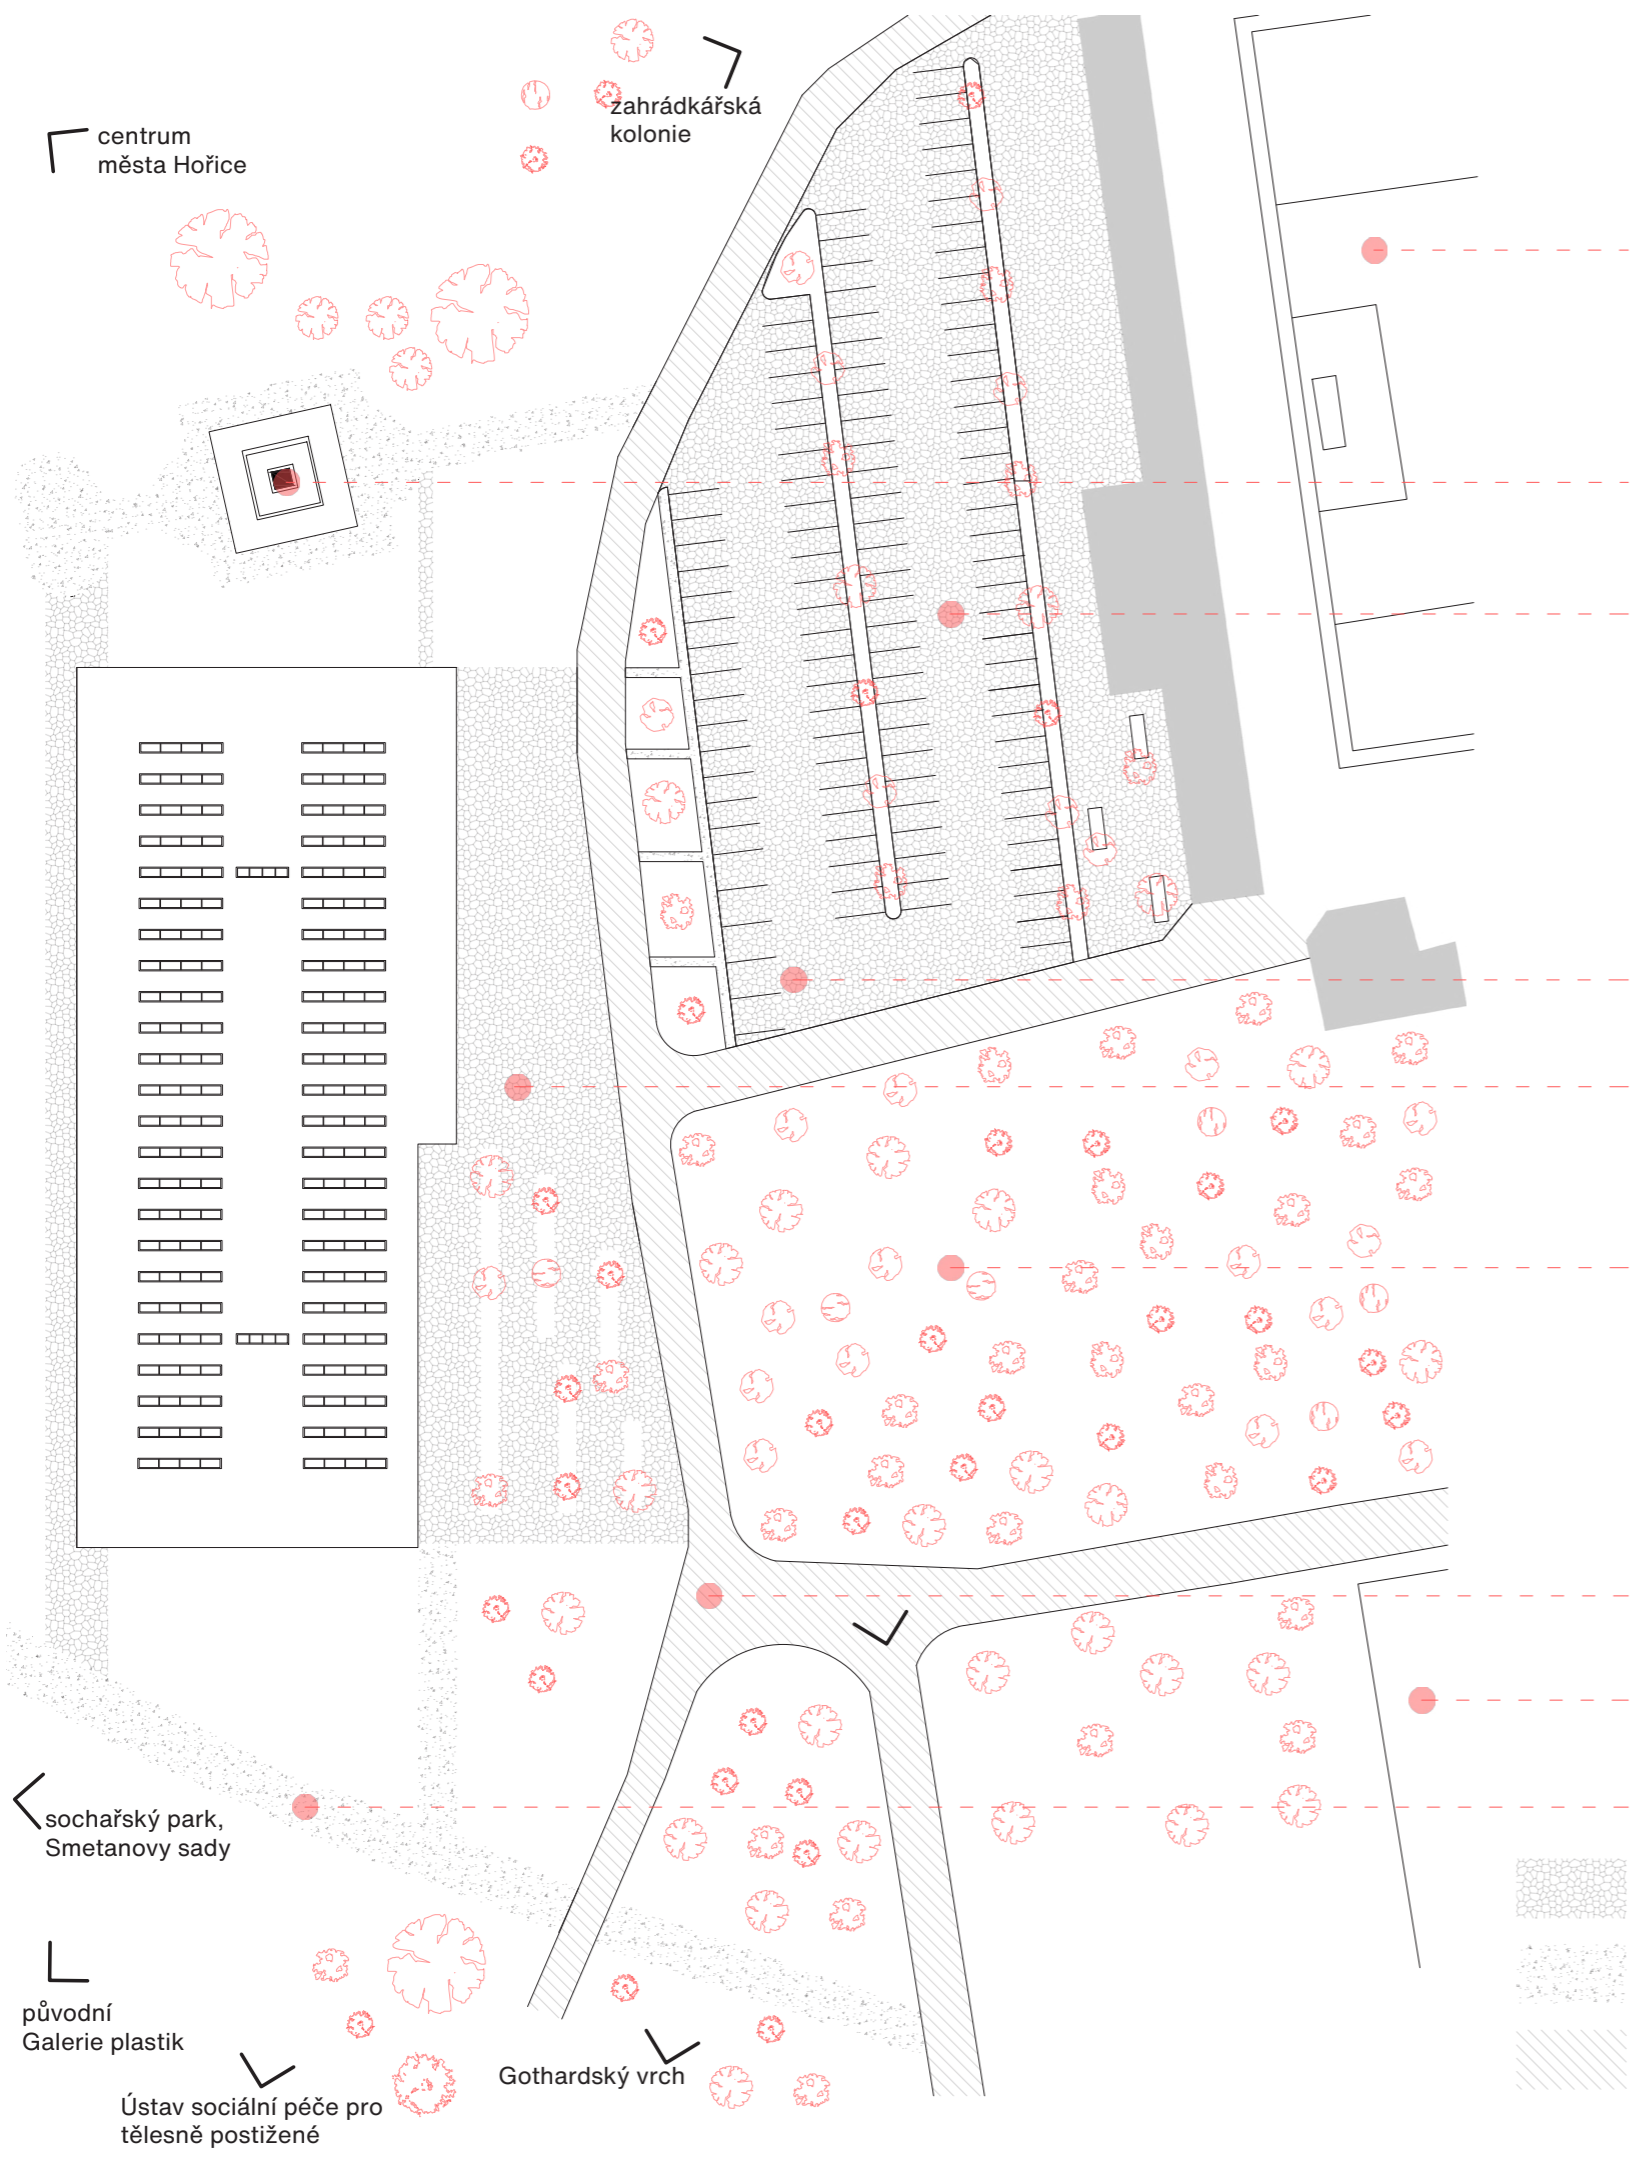 zahrádkářská
kolonie
centrum
města Hořice
sochařský park,
Smetanovy sady
původní
Galerie plastik
Ústav sociální péče pro
tělesně postižené
Gothardský vrch